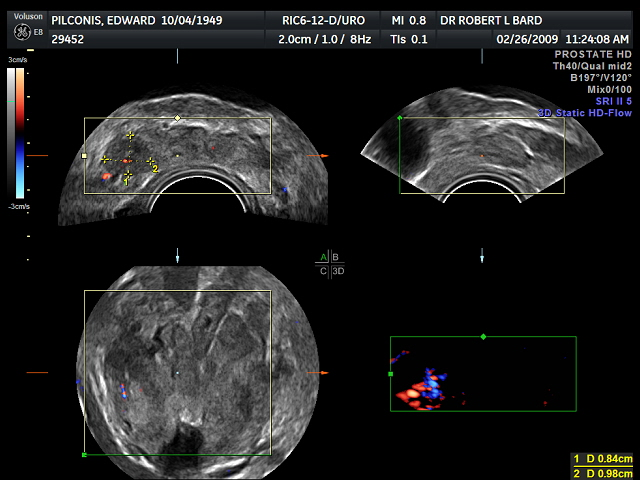 Voluson
GE E8
PILCONIS, EDWARD 10/04/1949
29452
RIC6-12-D/URO
2.0cm / 1.0 / 8Hz
MI 0.8
TIs 0.1
DR ROBERT L BARD
02/26/2009 11:24:08 AM
3cm/s
-3cm/s
PROSTATE HD
Th40/Qual mid2
B197°/V120°
Mix0/100
SRI II 5
3D Static HD-Flow
1
2
A B
C 3D
1 D 0.84cm
2 D 0.98cm